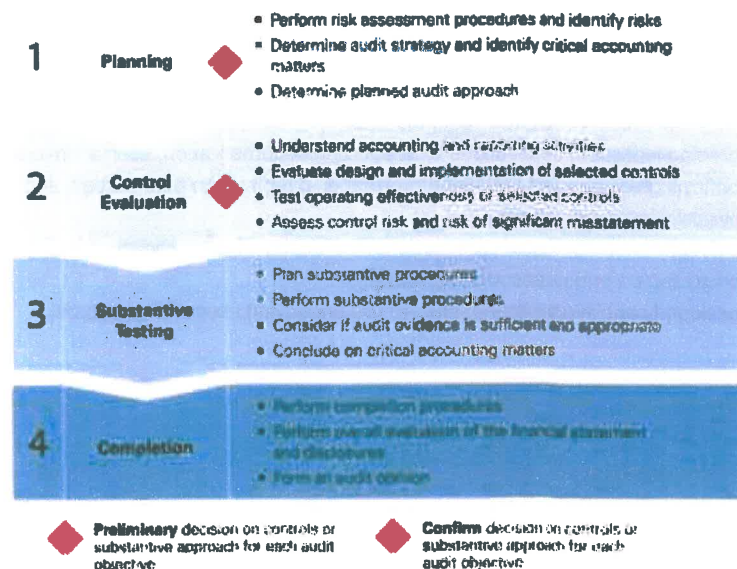 1
Planning
• Perform risk assessment procedures and identify risks
• Determine audit strategy and identify critical accounting
matters
• Determine planned audit approach
2
Control
Evaluation
• Understand accounting and reporting activities
• Evaluate design and implementation of selected controls
• Test operating effectiveness of selected controls
• Assess control risk and risk of significant misstatement
3
Substantive
Testing
• Plan substantive procedures
• Perform substantive procedures
• Consider if audit evidence is sufficient and appropriate
• Conclude on critical accounting matters
4
Completion
• Perform completion procedures
• Perform overall evaluation of the financial statement
and disclosures
• Form an audit opinion
Preliminary decision on controls or
substantive approach for each audit
objective
Confirm decision on controls or
substantive approach for each
audit objective